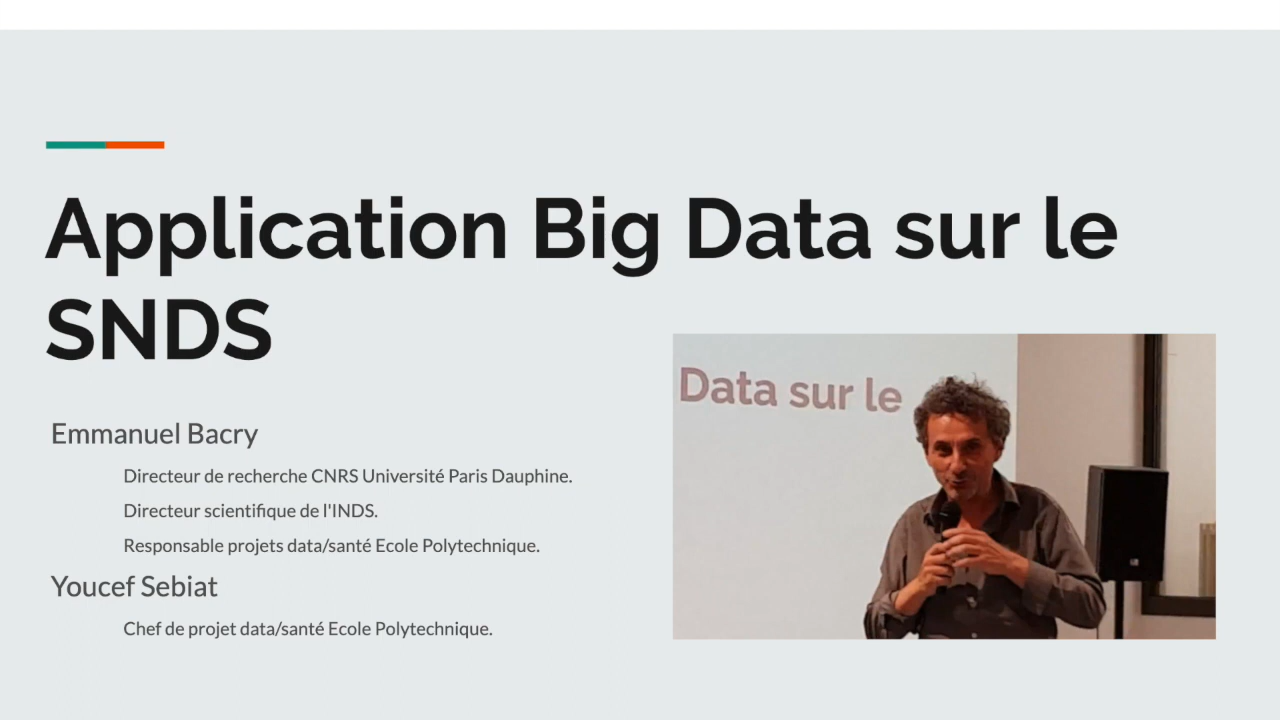 Application Big Data sur le
SNDS
Emmanuel Bacry
Directeur de recherche CNRS Université Paris Dauphine.
Directeur scientifique de l'INDS.
Responsable projets data/santé Ecole Polytechnique.
Youcef Sebiat
Chef de projet data/santé Ecole Polytechnique.
Data sur le